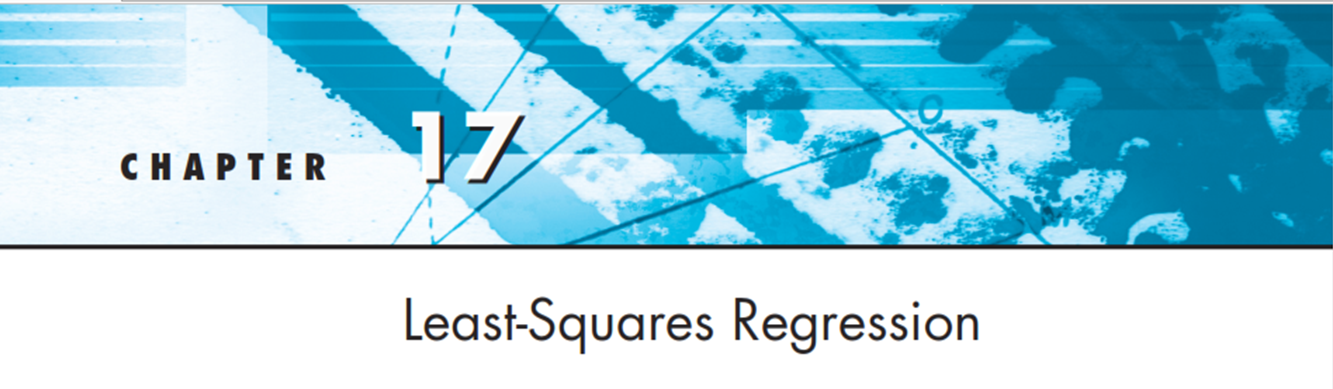 CHAPTER 17
Least-Squares Regression